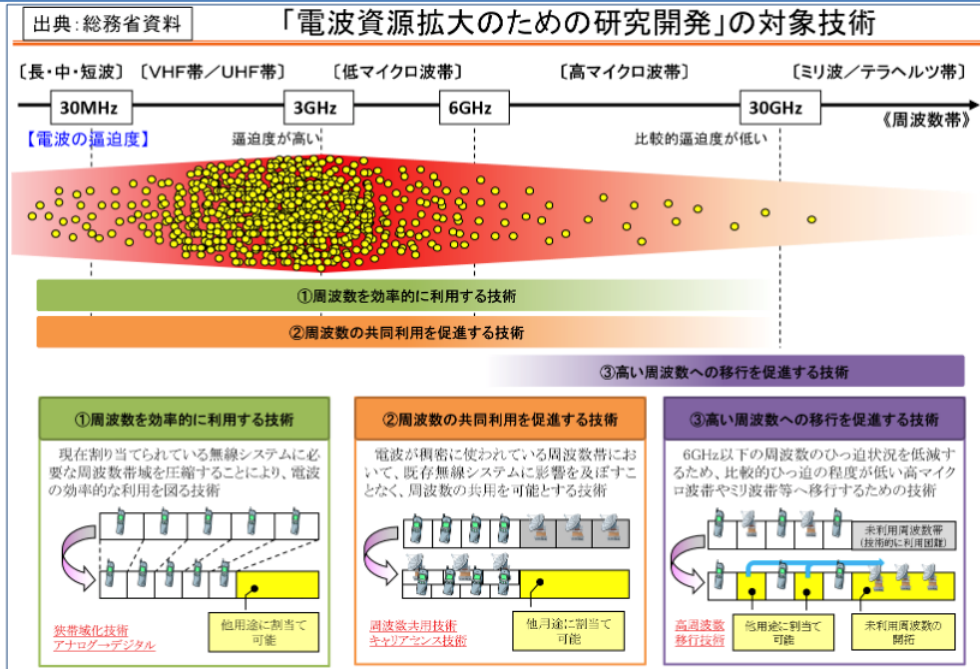 出典：総務省資料
「電波資源拡大のための研究開発」の対象技術
〔長・中・短波〕 〔VHF帯／UHF帯〕 〔低マイクロ波帯〕 〔高マイクロ波帯〕 〔ミリ波／テラヘルツ帯〕
30MHz 3GHz 6GHz 30GHz
《周波数帯》
【電波の逼迫度】 逼迫度が高い 比較的逼迫度が低い
①周波数を効率的に利用する技術
②周波数の共同利用を促進する技術
③高い周波数への移行を促進する技術
①周波数を効率的に利用する技術
現在割り当てられている無線システムに必
要な周波数帯域を圧縮することにより、電波
の効率的な利用を図る技術
狭帯域化技術
アナログ→デジタル
他用途に割当て
可能
②周波数の共同利用を促進する技術
電波が稠密に使われている周波数帯にお
いて、既存無線システムに影響を及ぼすこ
となく、周波数の共用を可能とする技術
周波数共用技術
キャリアセンス技術
他用途に割当て
可能
③高い周波数への移行を促進する技術
6GHz以下の周波数のひっ迫状況を低減す
るため、比較的ひっ迫の程度が低い高マイク
ロ波帯やミリ波帯等へ移行するための技術
未利用周波数帯
(技術的に利用困難)
高周波数
移行技術
他用途に割当て
可能
未利用周波数の
開拓